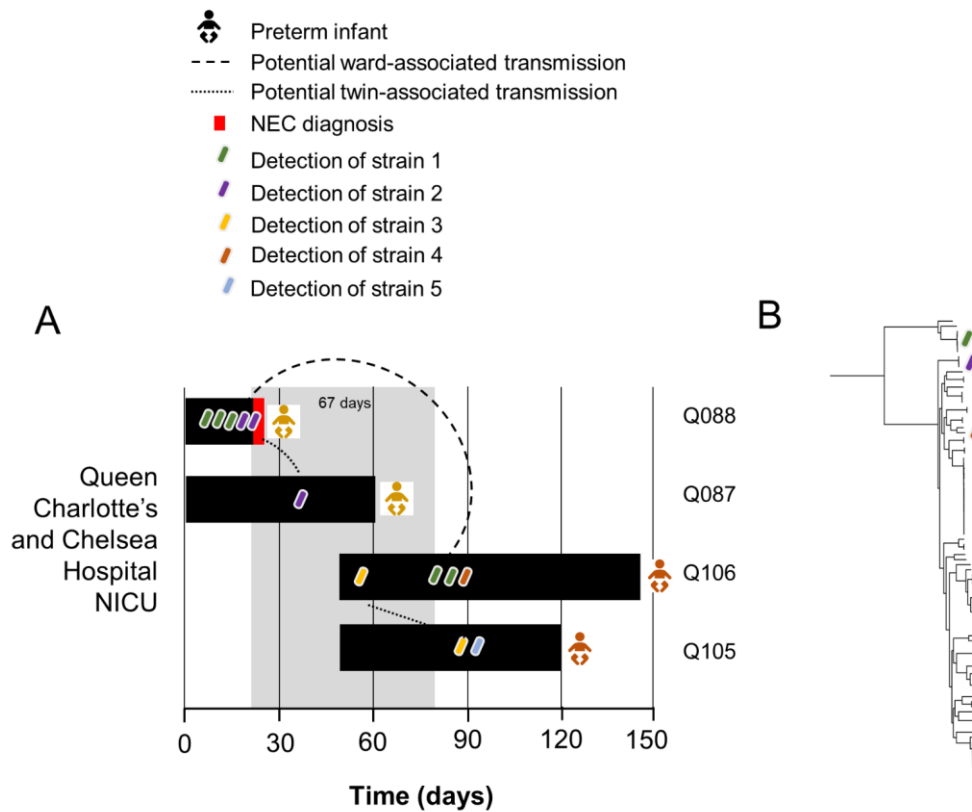 Preterm infant
Potential ward-associated transmission
Potential twin-associated transmission
NEC diagnosis
Detection of strain 1
Detection of strain 2
Detection of strain 3
Detection of strain 4
Detection of strain 5
A
B
67 days
Q088
Queen
Charlotte's
and Chelsea
Hospital
NICU
Q087
Q106
Q105
0 30 60 90 120 150
Time (days)